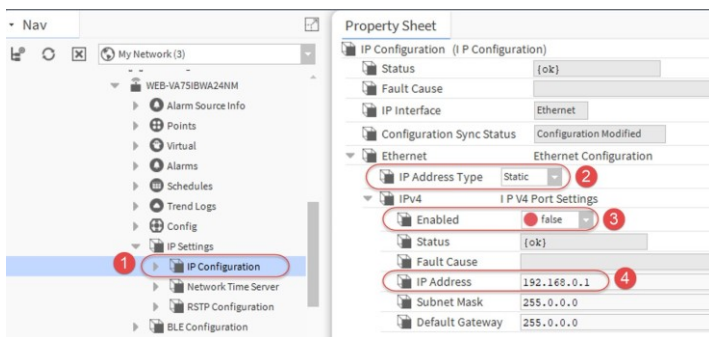 Nav
My Network (3)
WEB-VA75IBWA24NM
Alarm Source Info
Points
Virtual
Alarms
Schedules
Trend Logs
Config
IP Settings
1 IP Configuration
Network Time Server
RSTP Configuration
BLE Configuration
Property Sheet
IP Configuration (I P Configuration)
Status {ok}
Fault Cause
IP Interface Ethernet
Configuration Sync Status Configuration Modified
Ethernet Ethernet Configuration
IP Address Type Static 2
IPv4 I P V4 Port Settings
Enabled false 3
Status {ok}
Fault Cause
IP Address 192.168.0.1 4
Subnet Mask 255.0.0.0
Default Gateway 255.0.0.0